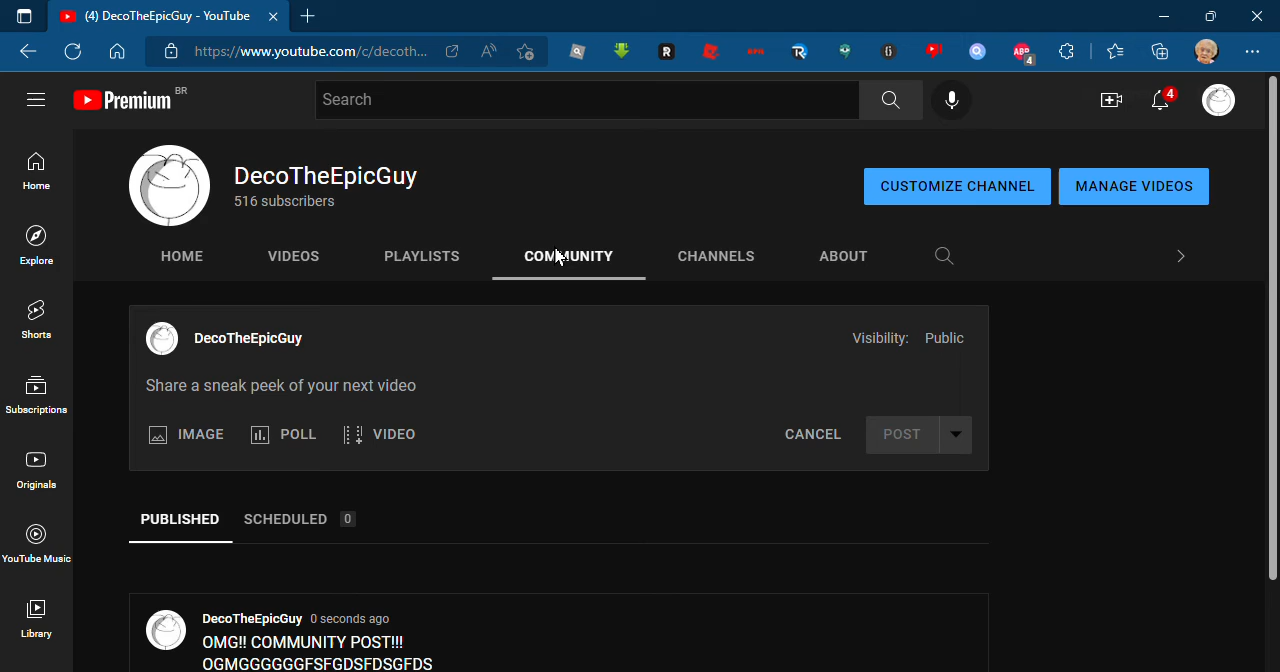 (4) DecoTheEpicGuy - YouTube
https://www.youtube.com/c/decoth...
ABP
4
Premium BR
Search
4
Home
Explore
Shorts
Subscriptions
Originals
YouTube Music
Library
DecoTheEpicGuy
516 subscribers
CUSTOMIZE CHANNEL
MANAGE VIDEOS
HOME VIDEOS PLAYLISTS COMMUNITY CHANNELS ABOUT
DecoTheEpicGuy
Visibility: Public
Share a sneak peek of your next video
IMAGE POLL VIDEO
CANCEL POST
PUBLISHED SCHEDULED 0
DecoTheEpicGuy 0 seconds ago
OMG!! COMMUNITY POST!!!
OGMGGGGGGFSFGDSFDSGFDS